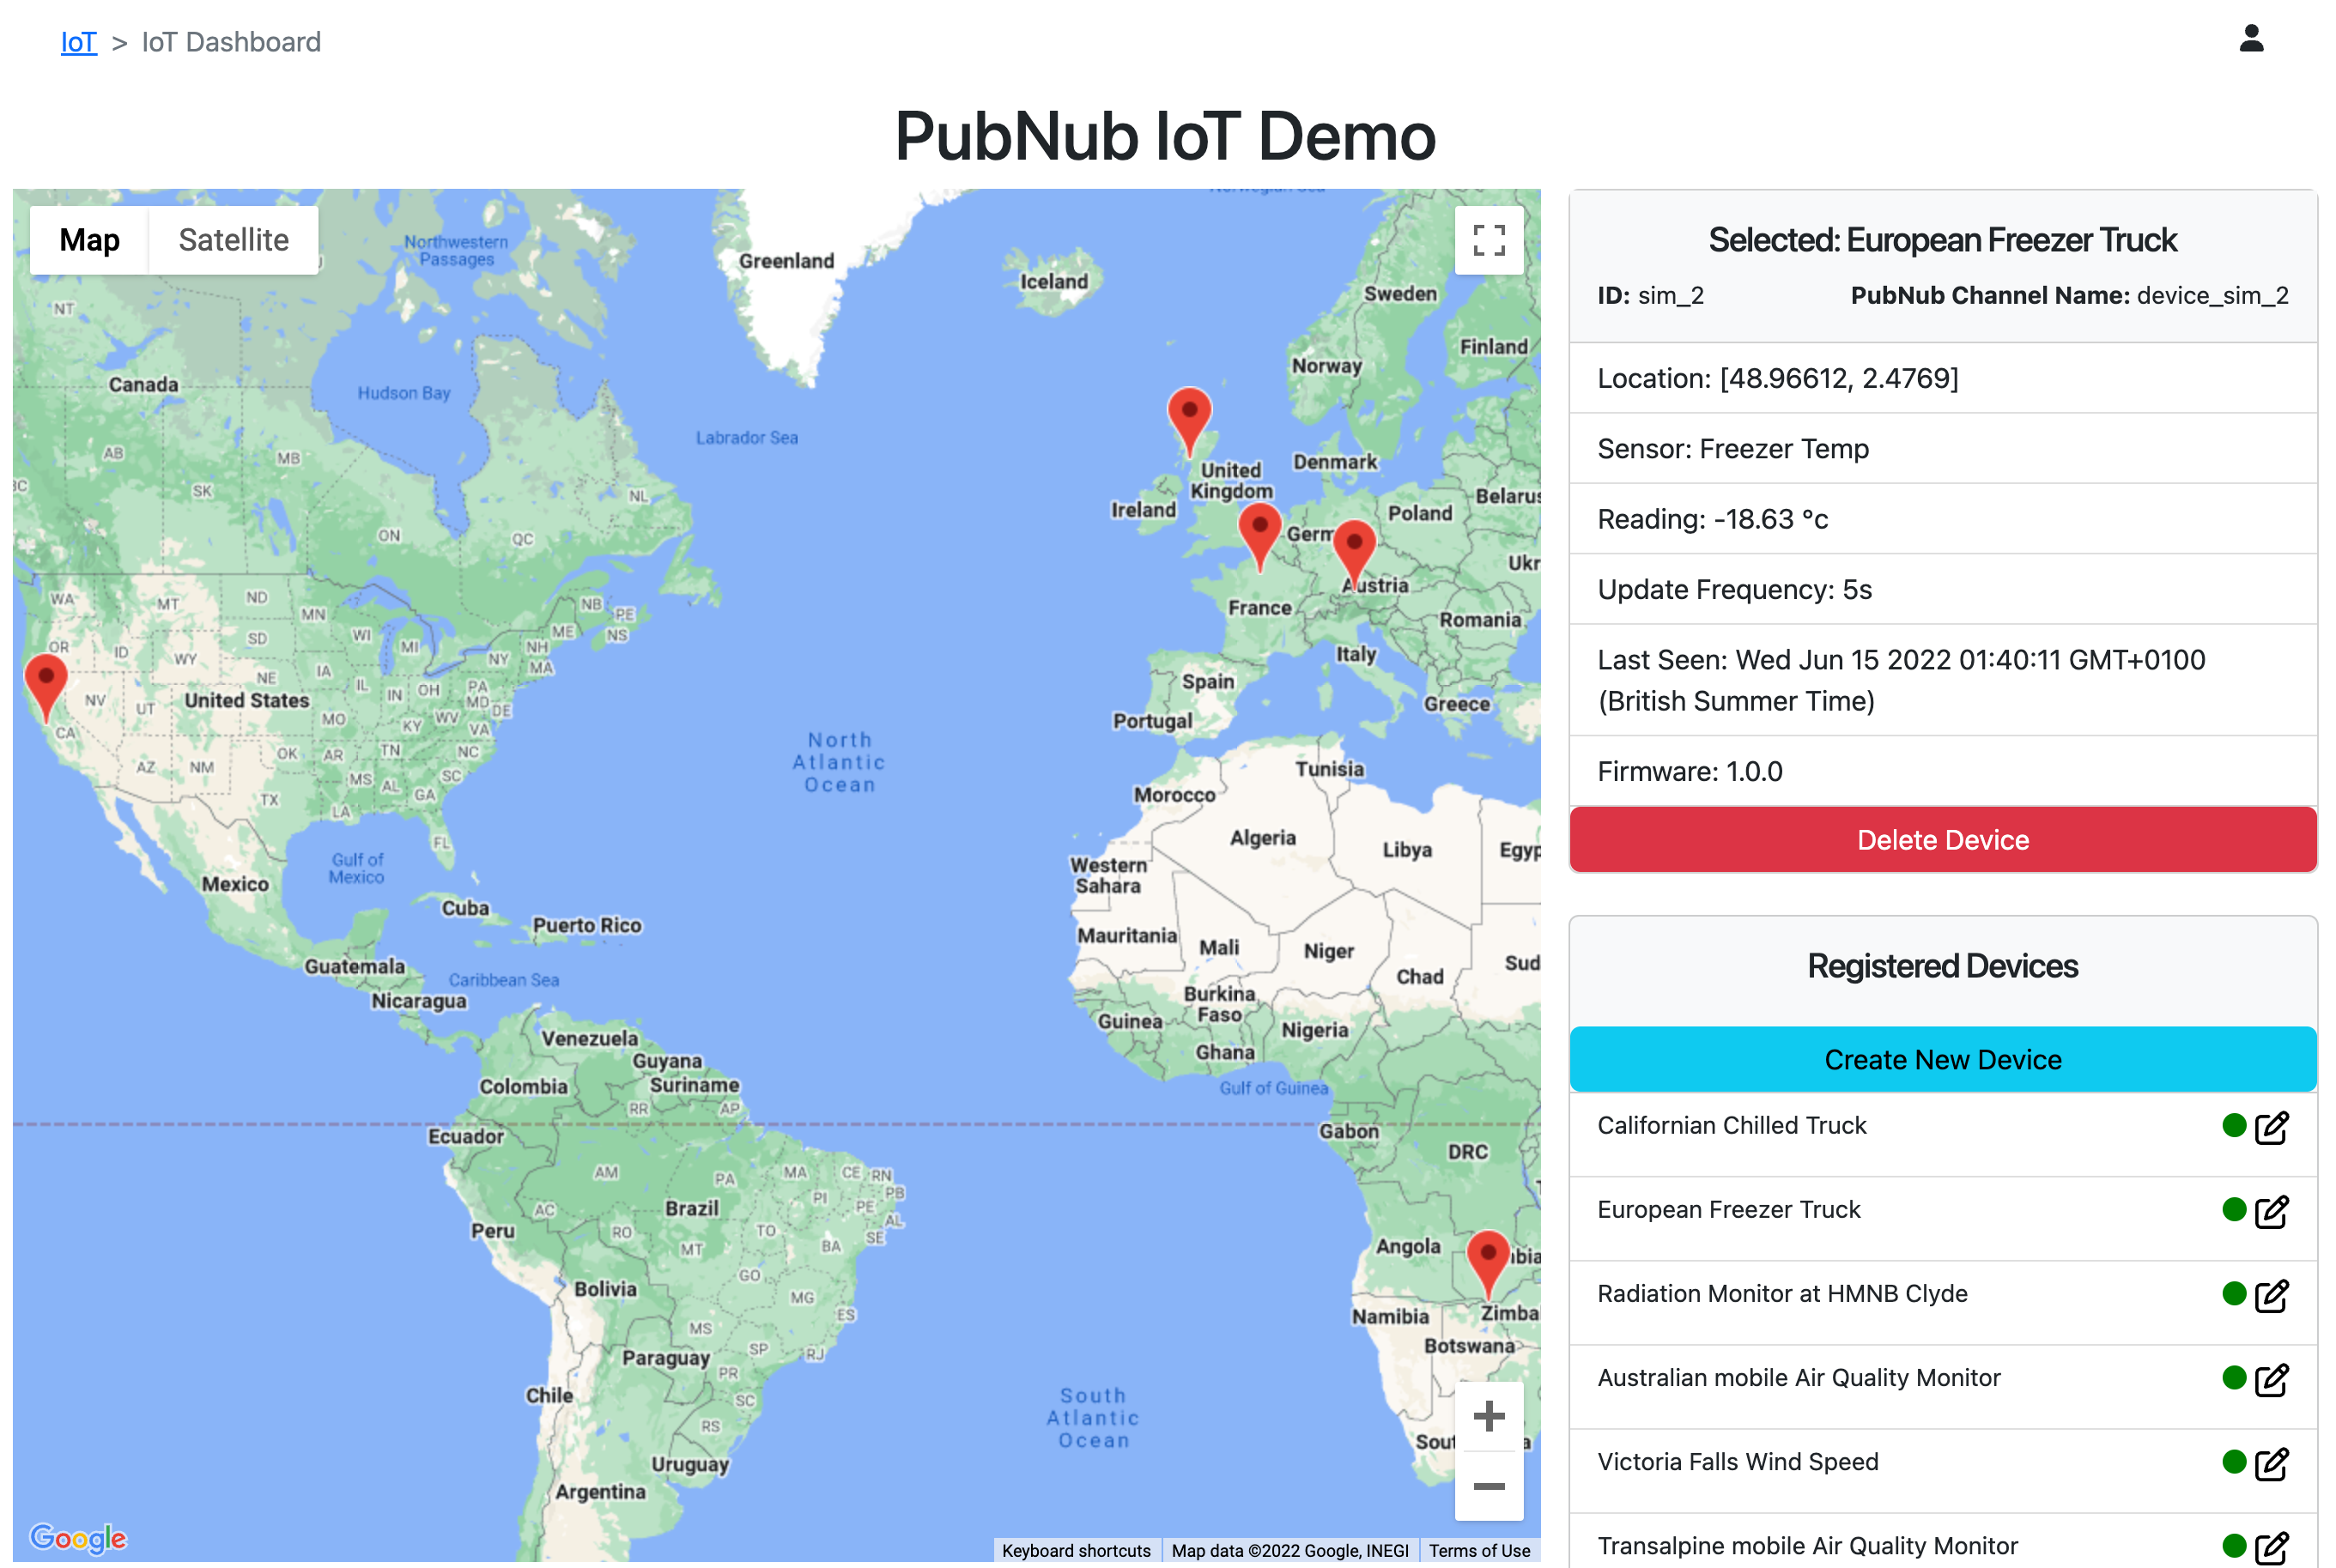 IoT > IoT Dashboard
PubNub IoT Demo
Map
Satellite
Norwegian Sea
Northwestern
Passages
Greenland
Iceland
Sweden
Finland
Norway
NT
Canada
Hudson Bay
Labrador Sea
AB
MB
SK
NL
ON
QC
United
Kingdom
Denmark
Belarus
Ireland
Poland
Germ
Ukr
Austria
France
Romania
Italy
Spain
Portugal
Greece
WA
MT
ND
MN
NB
PE
NS
ME
OR
ID
SD
WI
MI
NH
NY
MA
WY
IA
NE
IL
IN
OH
PA
MD
DE
NV
UT
United States
MO
KY
WV
VA
CA
OK
AR
TN
NC
AZ
NM
MS
AL
SC
GA
TX
LA
FL
North
Atlantic
Ocean
Gulf of
Mexico
Mexico
Cuba
Puerto Rico
Guatemala
Caribbean Sea
Nicaragua
Tunisia
Morocco
Algeria
Libya
Egyp
Western
Sahara
Mauritania
Mali
Niger
Chad
Sud
Burkina
Faso
Guinea
Nigeria
Ghana
Gulf of Guinea
Venezuela
Guyana
Colombia
Suriname
RR
AP
Ecuador
Gabon
DRC
AM
PA
MA
CE
RN
PB
PI
PE
AL
SE
AC
Brazil
Peru
RO
TO
BA
MT
GO
Bolivia
MG
ES
MS
SP
RJ
Paraguay
PR
SC
Chile
RS
Uruguay
Argentina
Angola
bia
Namibia
Zimba
Botswana
South
Atlantic
Ocean
Sout
a
Google
Keyboard shortcuts
Map data ©2022 Google, INEGI
Terms of Use
Selected: European Freezer Truck
ID: sim_2
PubNub Channel Name: device_sim_2
Location: [48.96612, 2.4769]
Sensor: Freezer Temp
Reading: -18.63 °c
Update Frequency: 5s
Last Seen: Wed Jun 15 2022 01:40:11 GMT+0100
(British Summer Time)
Firmware: 1.0.0
Delete Device
Registered Devices
Create New Device
Californian Chilled Truck
European Freezer Truck
Radiation Monitor at HMNB Clyde
Australian mobile Air Quality Monitor
Victoria Falls Wind Speed
Transalpine mobile Air Quality Monitor